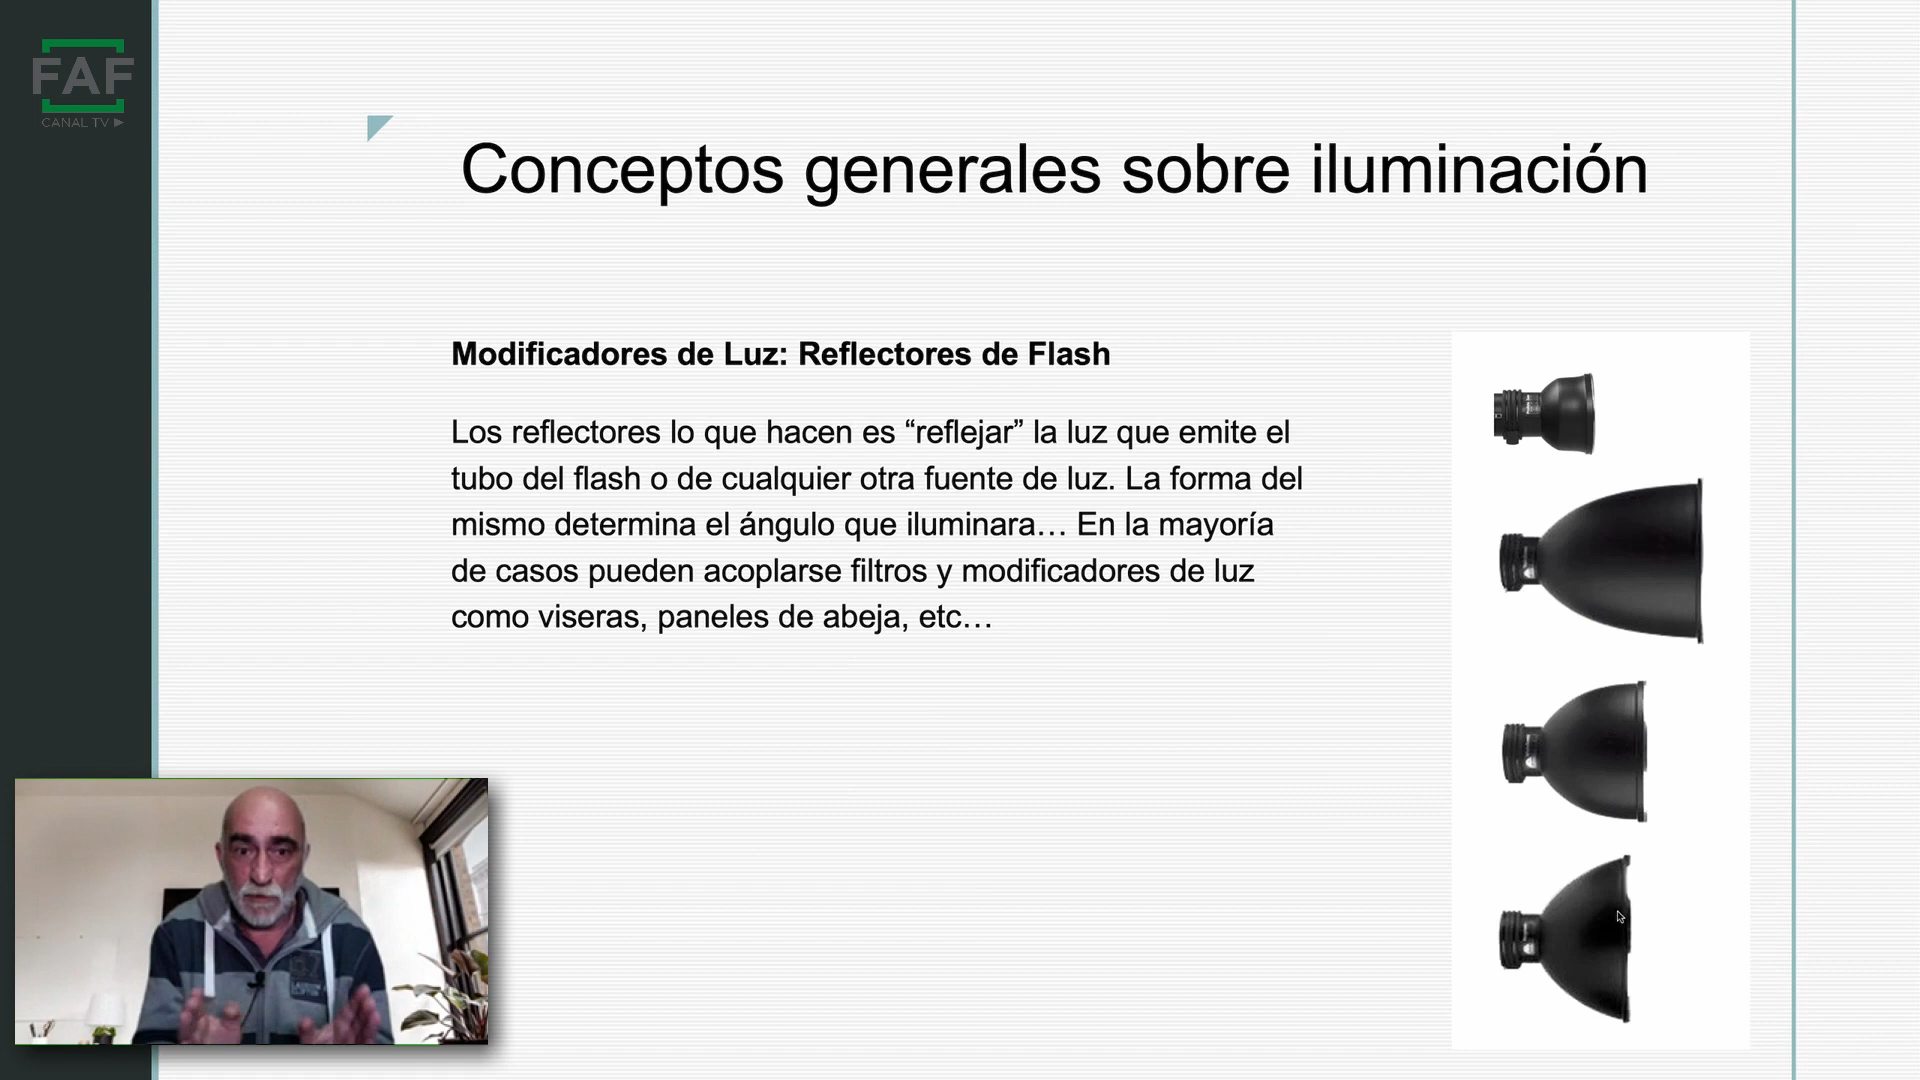 FAF
CANAL TV
Conceptos generales sobre iluminación
Modificadores de Luz: Reflectores de Flash
Los reflectores lo que hacen es “reflejar” la luz que emite el
tubo del flash o de cualquier otra fuente de luz. La forma del
mismo determina el ángulo que iluminara… En la mayoría
de casos pueden acoplarse filtros y modificadores de luz
como viseras, paneles de abeja, etc…